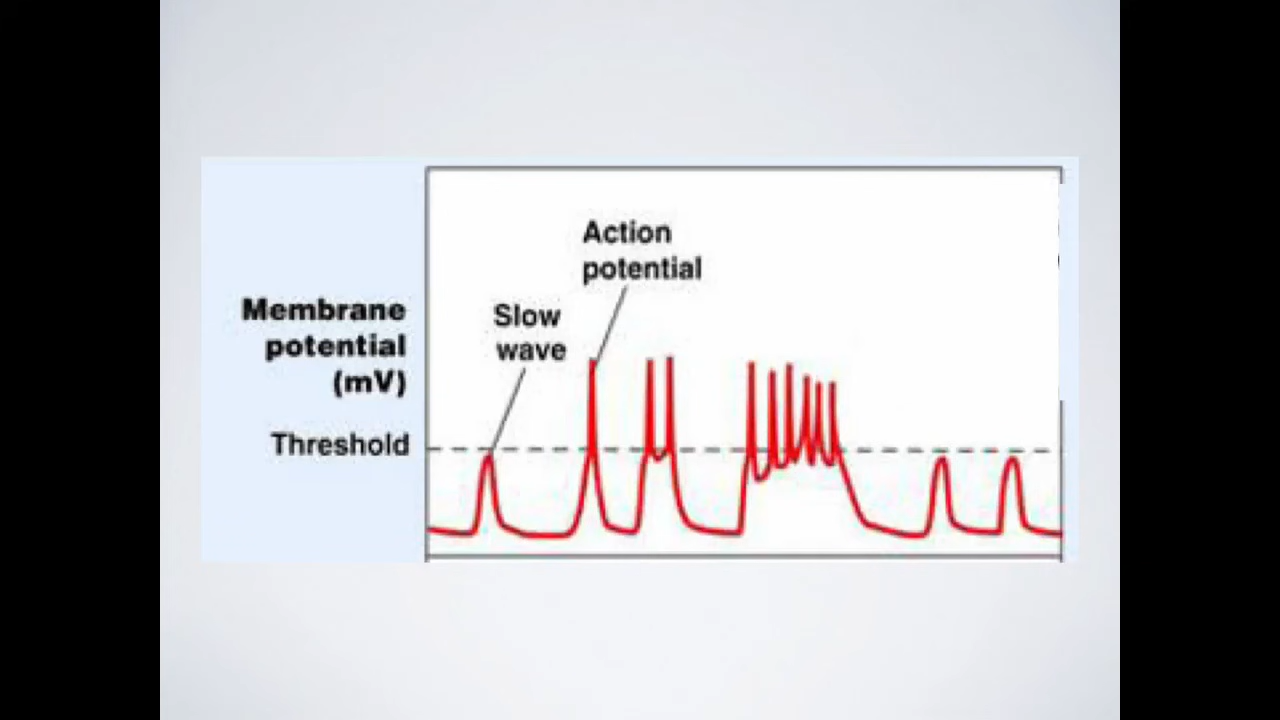 Action
potential
Slow
wave
Membrane
potential
(mV)
Threshold